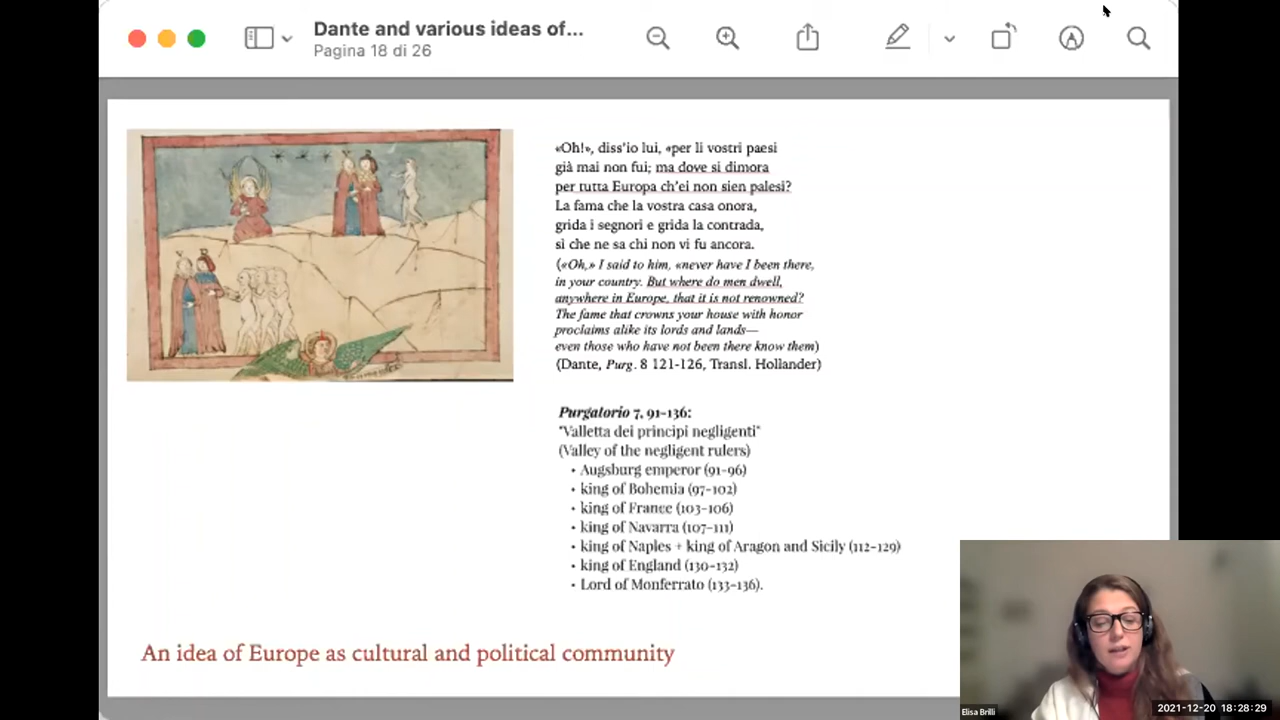 Dante and various ideas of...
Pagina 18 di 26
«Oh!», diss'io lui, «per li vostri paesi
già mai non fui; ma dove si dimora
per tutta Europa ch'ei non sien palesi?
La fama che la vostra casa onora,
grida i segnori e grida la contrada,
sì che ne sa chi non vi fu ancora.
(«Oh,» I said to him, «never have I been there,
in your country. But where do men dwell,
anywhere in Europe, that it is not renowned?
The fame that crowns your house with honor
proclaims alike its lords and lands—
even those who have not been there know them)
(Dante, Purg. 8 121-126, Transl. Hollander)
Purgatorio 7, 91-136:
"Valletta dei principi negligenti"
(Valley of the negligent rulers)
• Augsburg emperor (91-96)
• king of Bohemia (97-102)
• king of France (103-106)
• king of Navarra (107-111)
• king of Naples + king of Aragon and Sicily (112-129)
• king of England (130-132)
• Lord of Monferrato (133-136).
An idea of Europe as cultural and political community
Elisa Brilli
2021-12-20 18:28:29